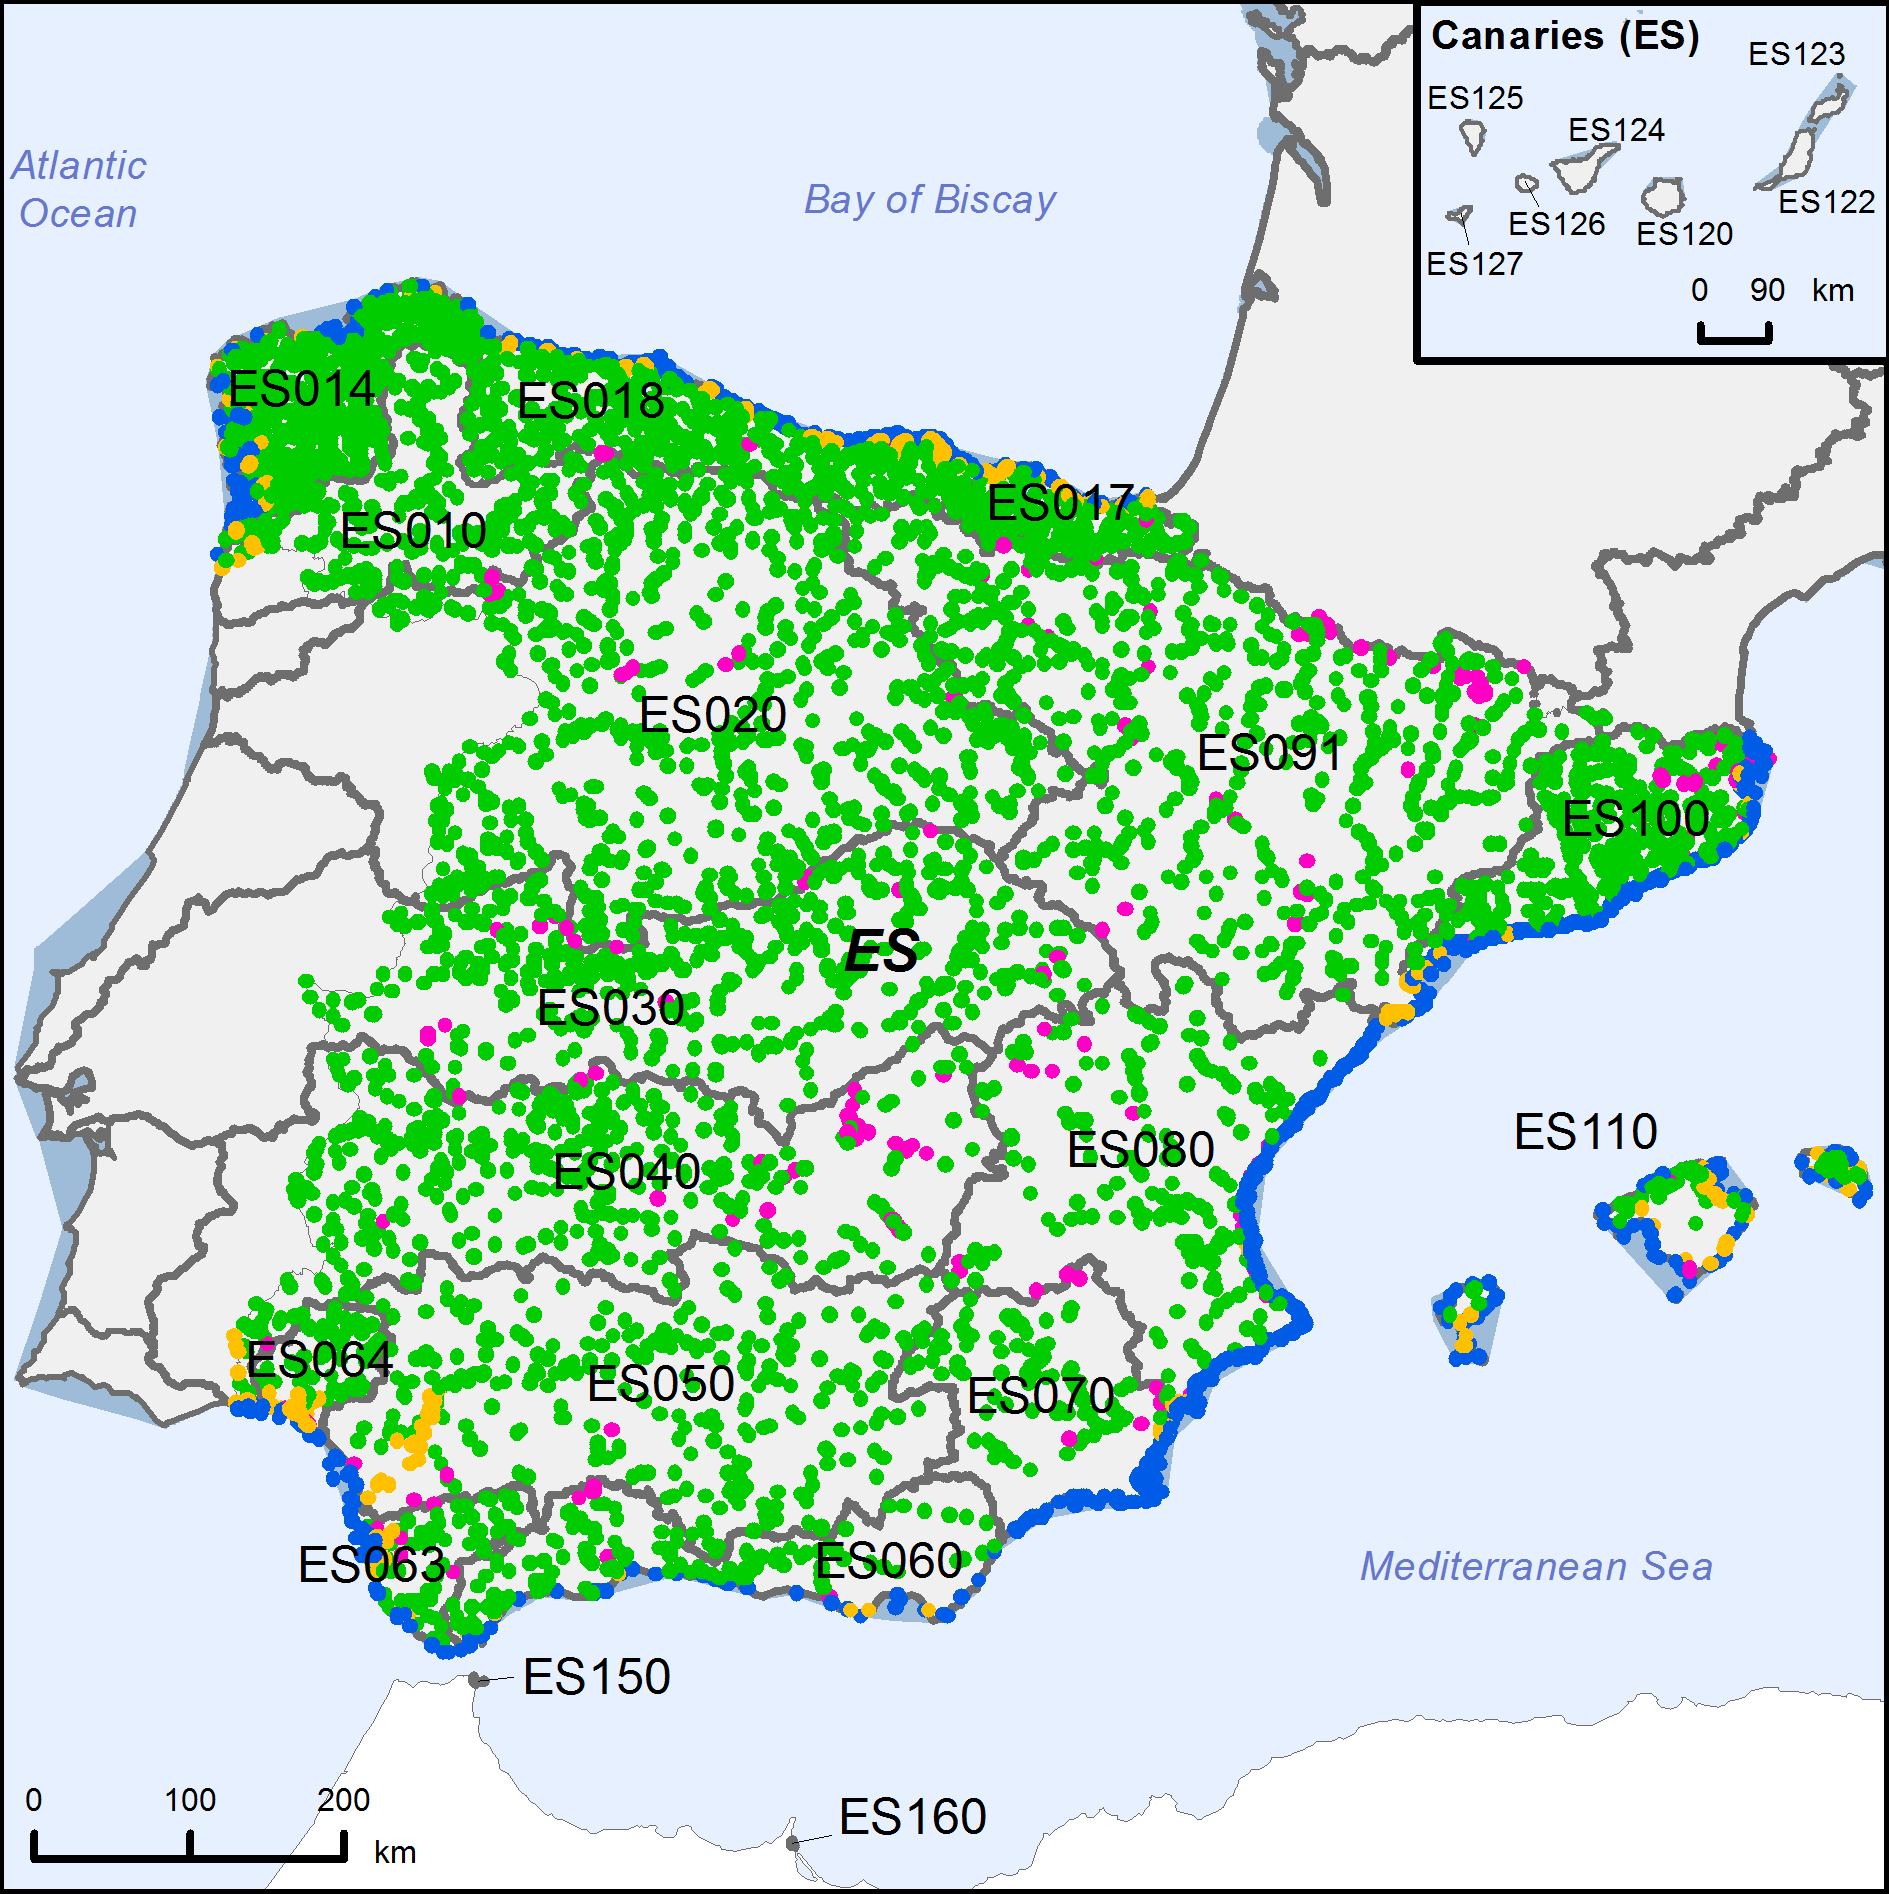 Canaries (ES)
ES123
ES125
ES124
ES122
ES126
ES120
ES127
0 90 km
Atlantic
Ocean
Bay of Biscay
ES014
ES018
ES017
ES010
ES020
ES091
ES100
ES
ES030
ES110
ES080
ES040
ES064
ES050
ES070
ES063
ES060
Mediterranean Sea
ES150
0 100 200
km
ES160